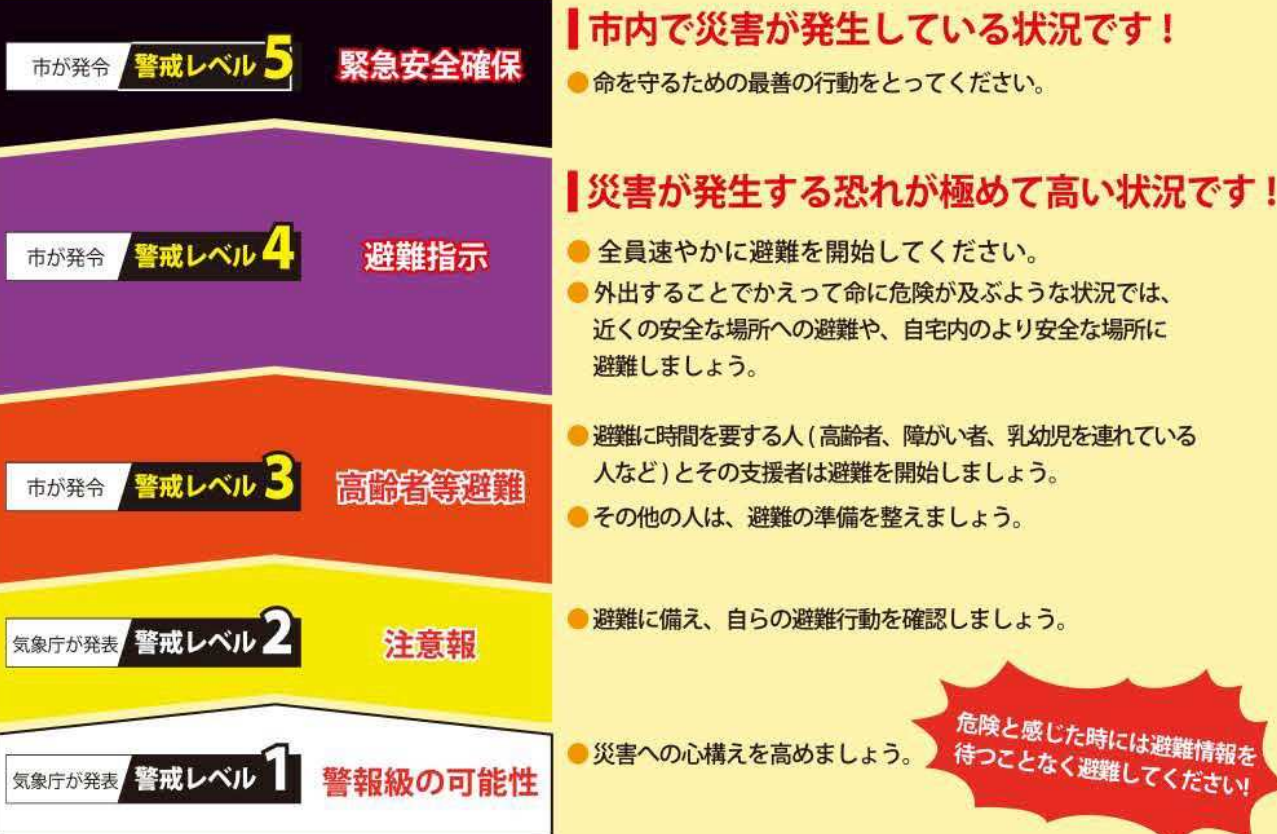 市が発令 警戒レベル5 緊急安全確保
市内で災害が発生している状況です！
●命を守るための最善の行動をとってください。
市が発令 警戒レベル4 避難指示
災害が発生する恐れが極めて高い状況です！
●全員速やかに避難を開始してください。
●外出することでかえって命に危険が及ぶような状況では、
近くの安全な場所への避難や、自宅内のより安全な場所に
避難しましょう。
市が発令 警戒レベル3 高齢者等避難
●避難に時間を要する人(高齢者、障がい者、乳幼児を連れている
人など)とその支援者は避難を開始しましょう。
●その他の人は、避難の準備を整えましょう。
気象庁が発表 警戒レベル2 注意報
●避難に備え、自らの避難行動を確認しましょう。
気象庁が発表 警戒レベル1 警報級の可能性
●災害への心構えを高めましょう。
危険と感じた時には避難情報を
待つことなく避難してください!